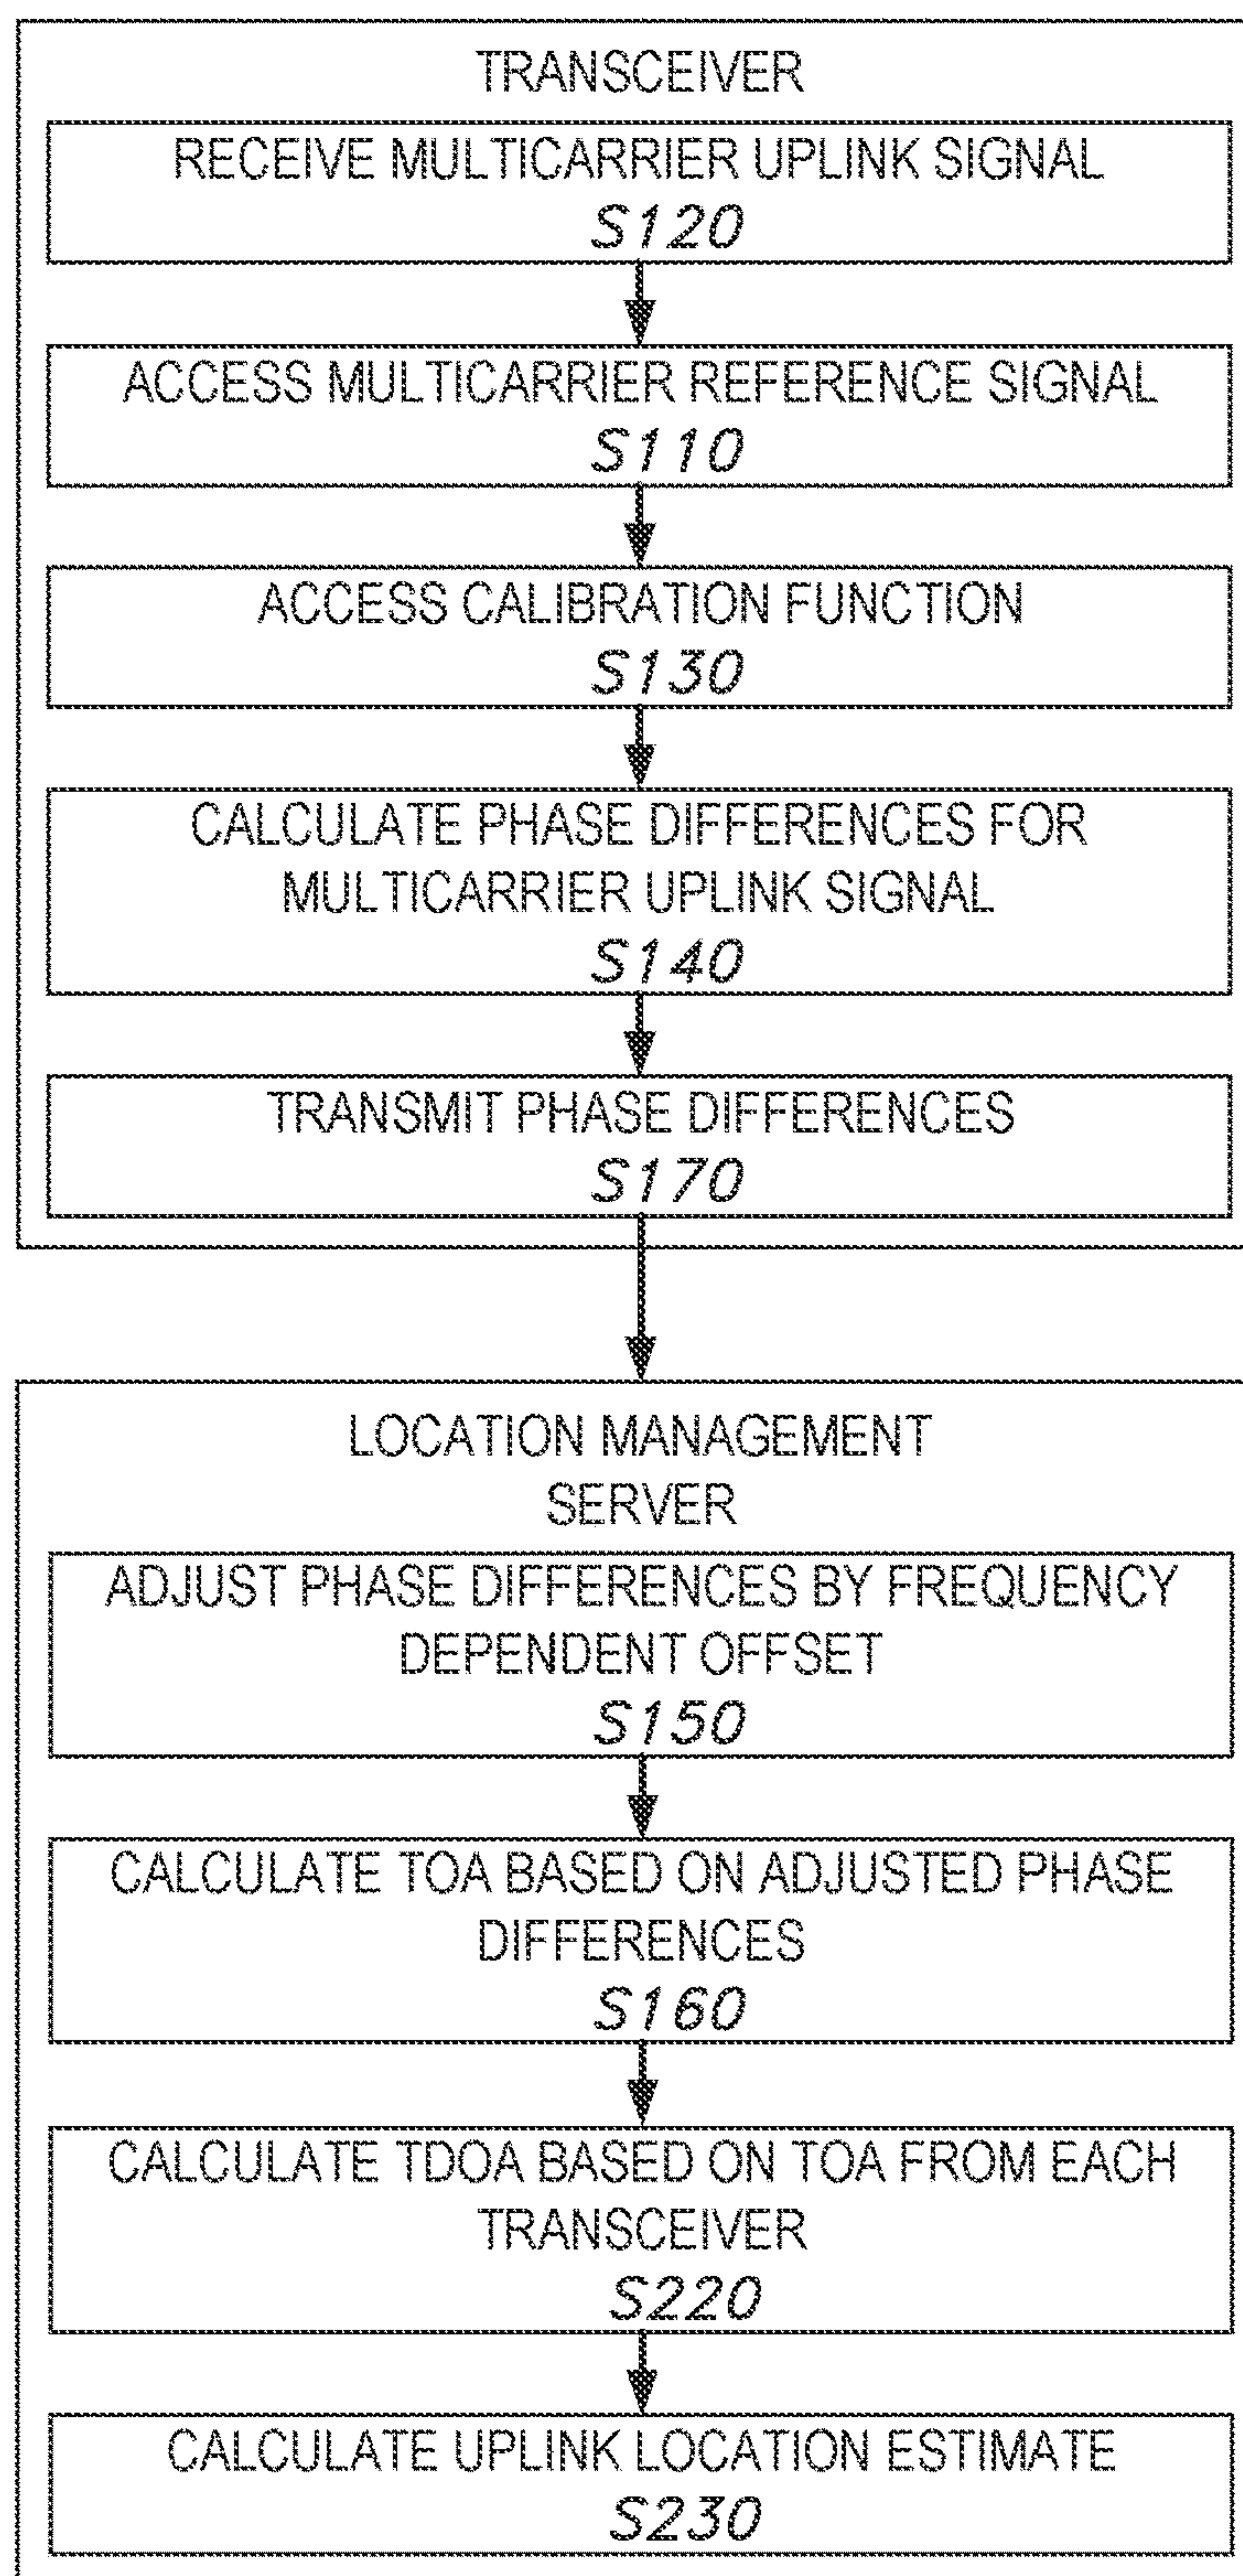 TRANSCEIVER
RECEIVE MULTICARRIER UPLINK SIGNAL
S120
ACCESS MULTICARRIER REFERENCE SIGNAL
S110
ACCESS CALIBRATION FUNCTION
S130
CALCULATE PHASE DIFFERENCES FOR
MULTICARRIER UPLINK SIGNAL
S140
TRANSMIT PHASE DIFFERENCES
S170
LOCATION MANAGEMENT
SERVER
ADJUST PHASE DIFFERENCES BY FREQUENCY
DEPENDENT OFFSET
S150
CALCULATE TOA BASED ON ADJUSTED PHASE
DIFFERENCES
S160
CALCULATE TDOA BASED ON TOA FROM EACH
TRANSCEIVER
S220
CALCULATE UPLINK LOCATION ESTIMATE
S230